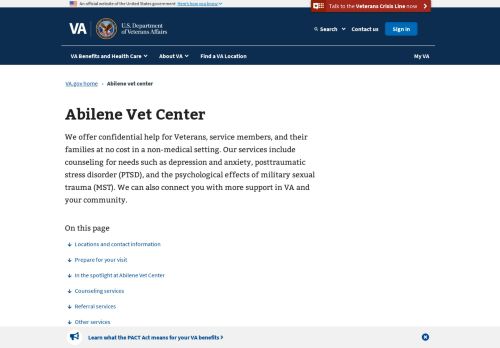 An official website of the United States government Here's how you know
Talk to the Veterans Crisis Line now
VA
U.S. Department
of Veterans Affairs
Search
Contact us
Sign in
VA Benefits and Health Care
About VA
Find a VA Location
My VA
VA.gov home › Abilene vet center
Abilene Vet Center
We offer confidential help for Veterans, service members, and their
families at no cost in a non-medical setting. Our services include
counseling for needs such as depression and anxiety, posttraumatic
stress disorder (PTSD), and the psychological effects of military sexual
trauma (MST). We can also connect you with more support in VA and
your community.
On this page
Locations and contact information
Prepare for your visit
In the spotlight at Abilene Vet Center
Counseling services
Referral services
Other services
Learn what the PACT Act means for your VA benefits